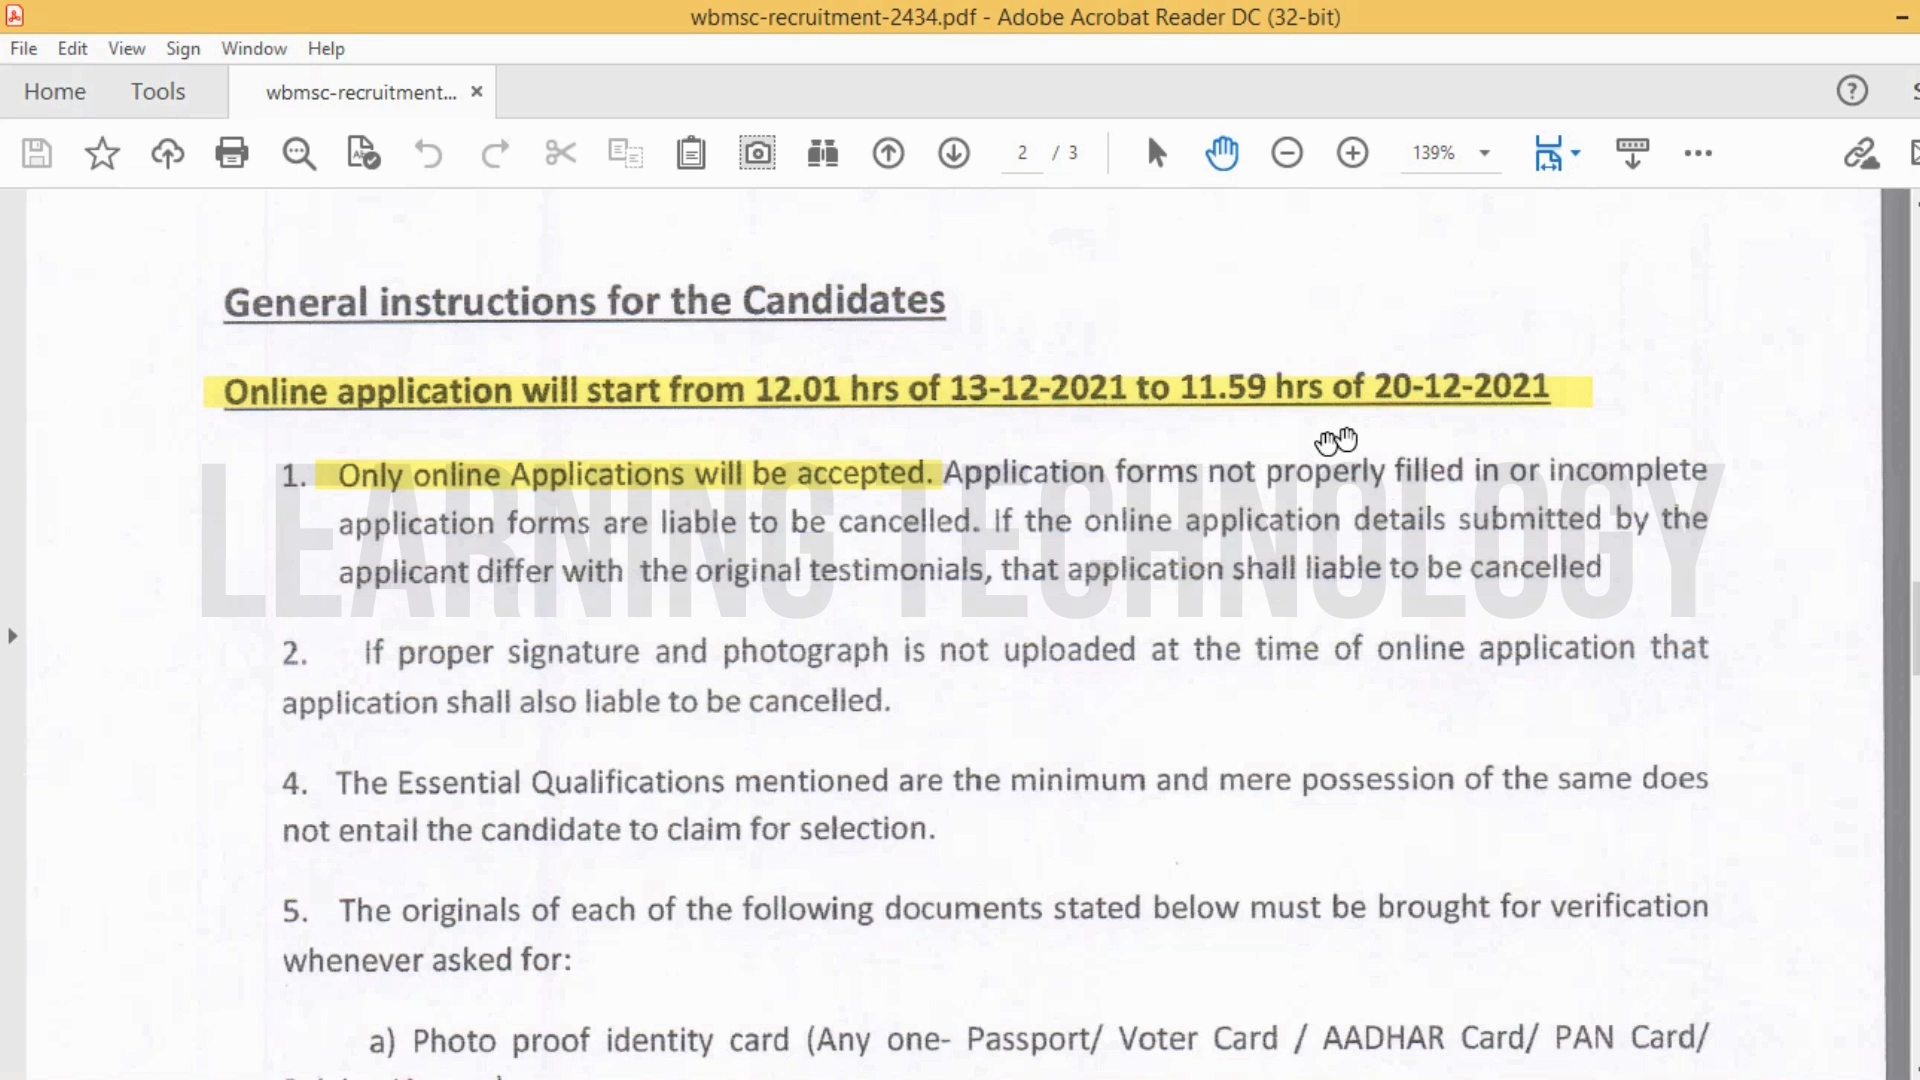 wbmsc-recruitment-2434.pdf - Adobe Acrobat Reader DC (32-bit)
File Edit View Sign Window Help
Home Tools wbmsc-recruitment... ×
2 / 3 139%
General instructions for the Candidates
Online application will start from 12.01 hrs of 13-12-2021 to 11.59 hrs of 20-12-2021
1. Only online Applications will be accepted. Application forms not properly filled in or incomplete
application forms are liable to be cancelled. If the online application details submitted by the
applicant differ with the original testimonials, that application shall liable to be cancelled
LEARNING TECHNOLOGY
2. If proper signature and photograph is not uploaded at the time of online application that
application shall also liable to be cancelled.
4. The Essential Qualifications mentioned are the minimum and mere possession of the same does
not entail the candidate to claim for selection.
5. The originals of each of the following documents stated below must be brought for verification
whenever asked for:
a) Photo proof identity card (Any one- Passport/ Voter Card / AADHAR Card/ PAN Card/